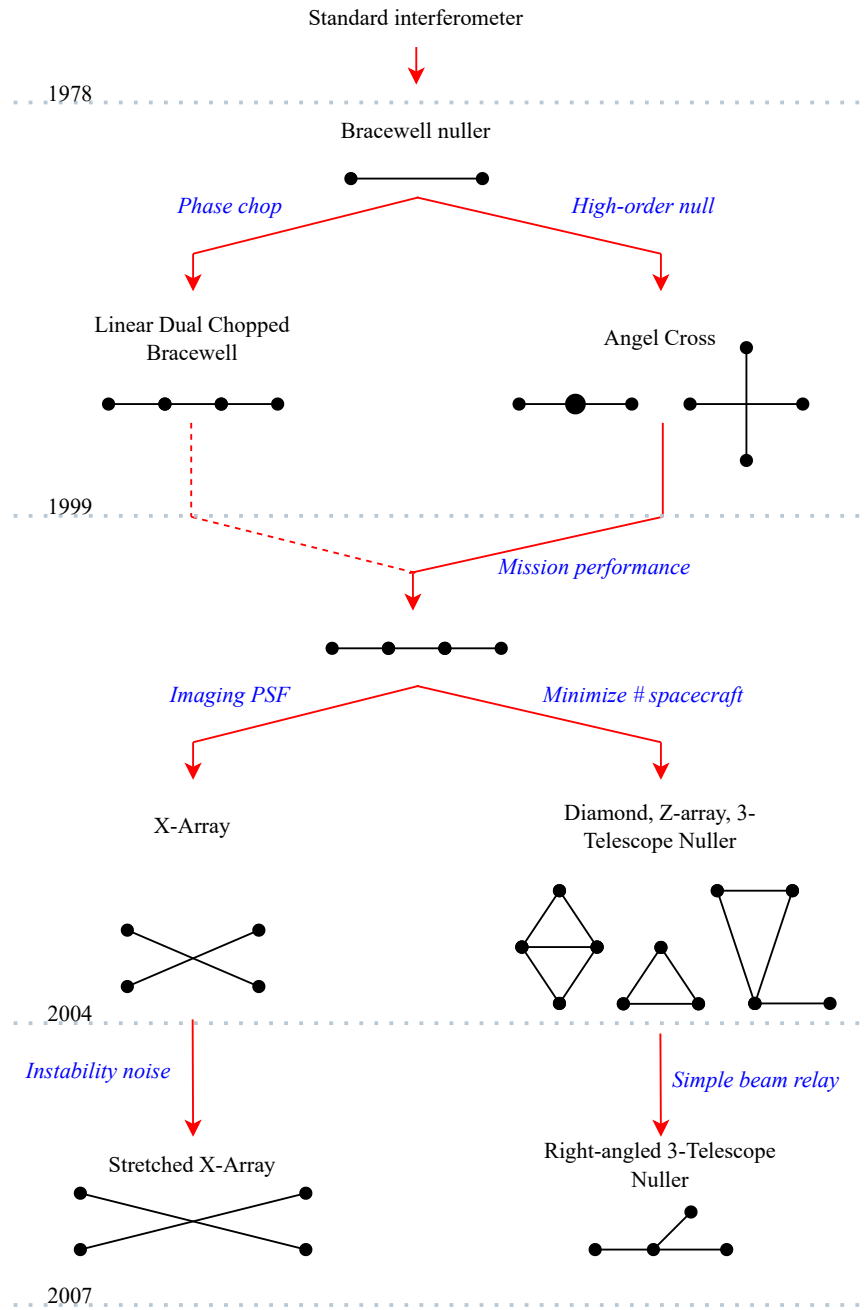 Standard interferometer
1978
Bracewell nuller
Phase chop
High-order null
Linear Dual Chopped
Bracewell
Angel Cross
1999
Mission performance
Imaging PSF
Minimize # spacecraft
X-Array
Diamond, Z-array, 3-
Telescope Nuller
2004
Instability noise
Simple beam relay
Stretched X-Array
Right-angled 3-Telescope
Nuller
2007